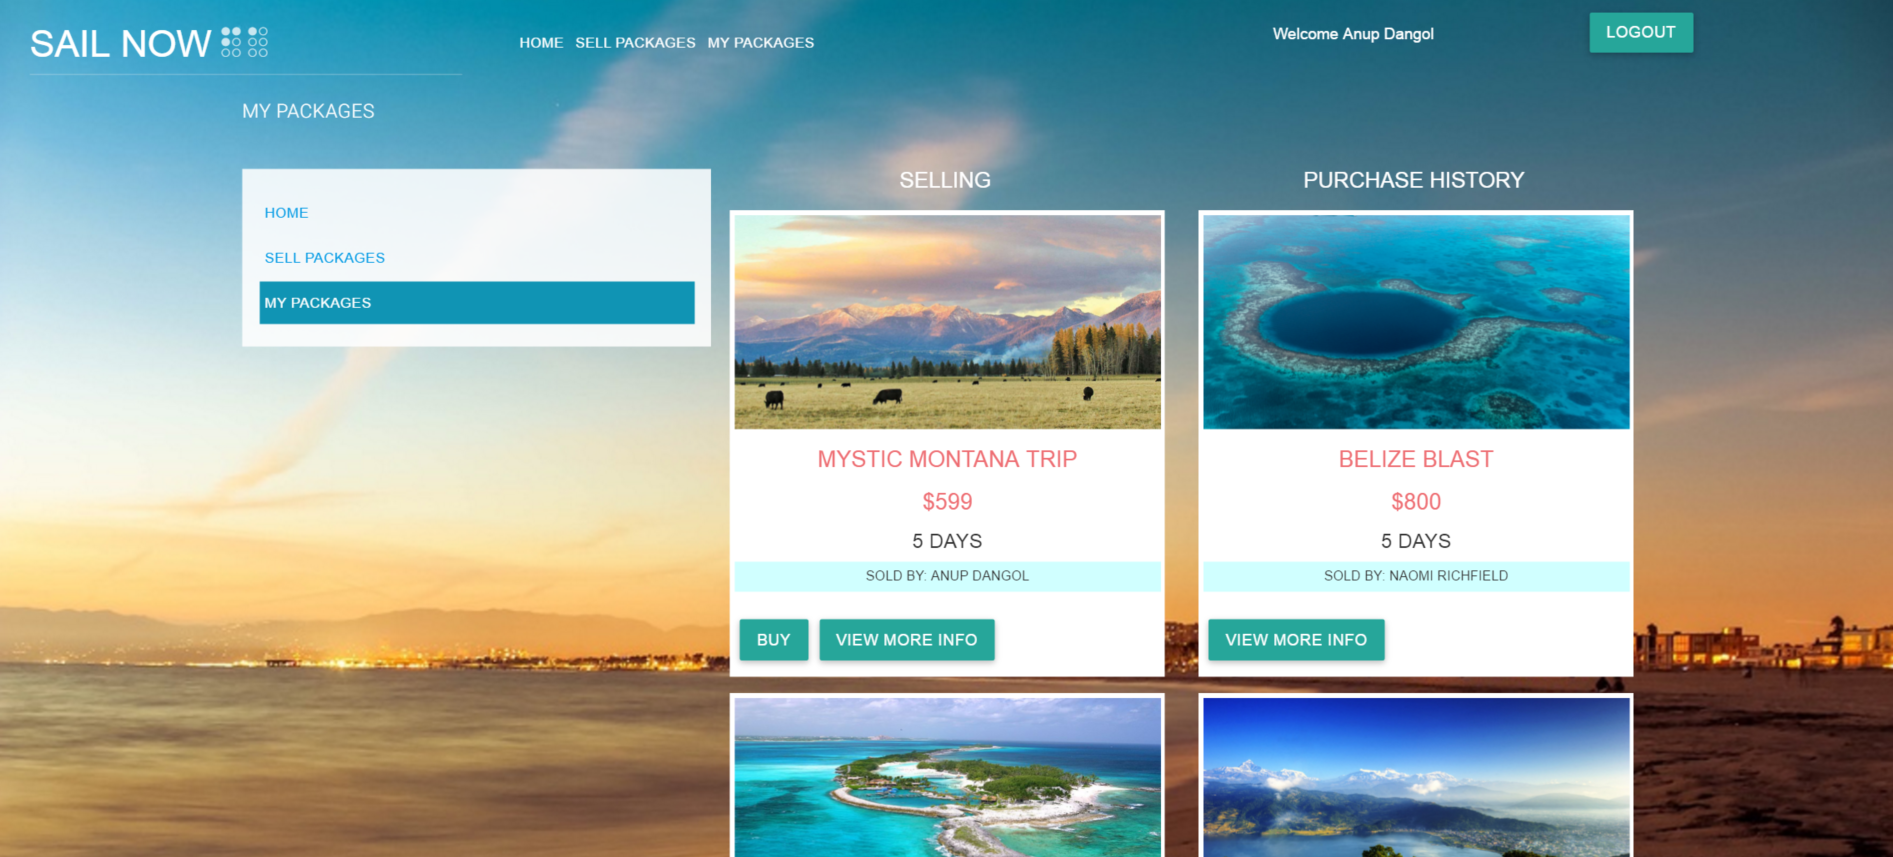 SAIL NOW
HOME SELL PACKAGES MY PACKAGES
Welcome Anup Dangol
LOGOUT
MY PACKAGES
HOME
SELL PACKAGES
MY PACKAGES
SELLING
MYSTIC MONTANA TRIP
$599
5 DAYS
SOLD BY: ANUP DANGOL
BUY VIEW MORE INFO
PURCHASE HISTORY
BELIZE BLAST
$800
5 DAYS
SOLD BY: NAOMI RICHFIELD
VIEW MORE INFO